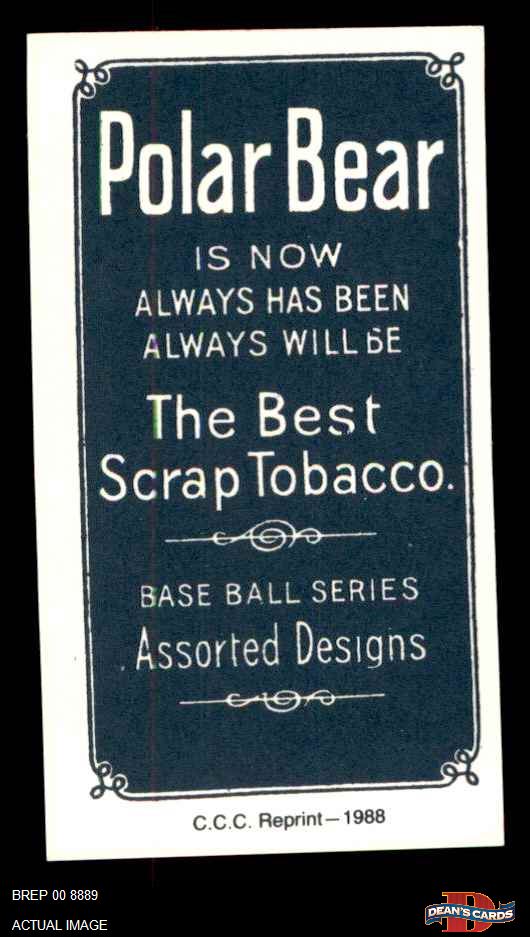 Polar Bear
IS NOW
ALWAYS HAS BEEN
ALWAYS WILL BE
The Best
Scrap Tobacco.
BASE BALL SERIES
Assorted Designs
C.C.C. Reprint—1988
BREP 00 8889
ACTUAL IMAGE
D
DEAN'S CARDS